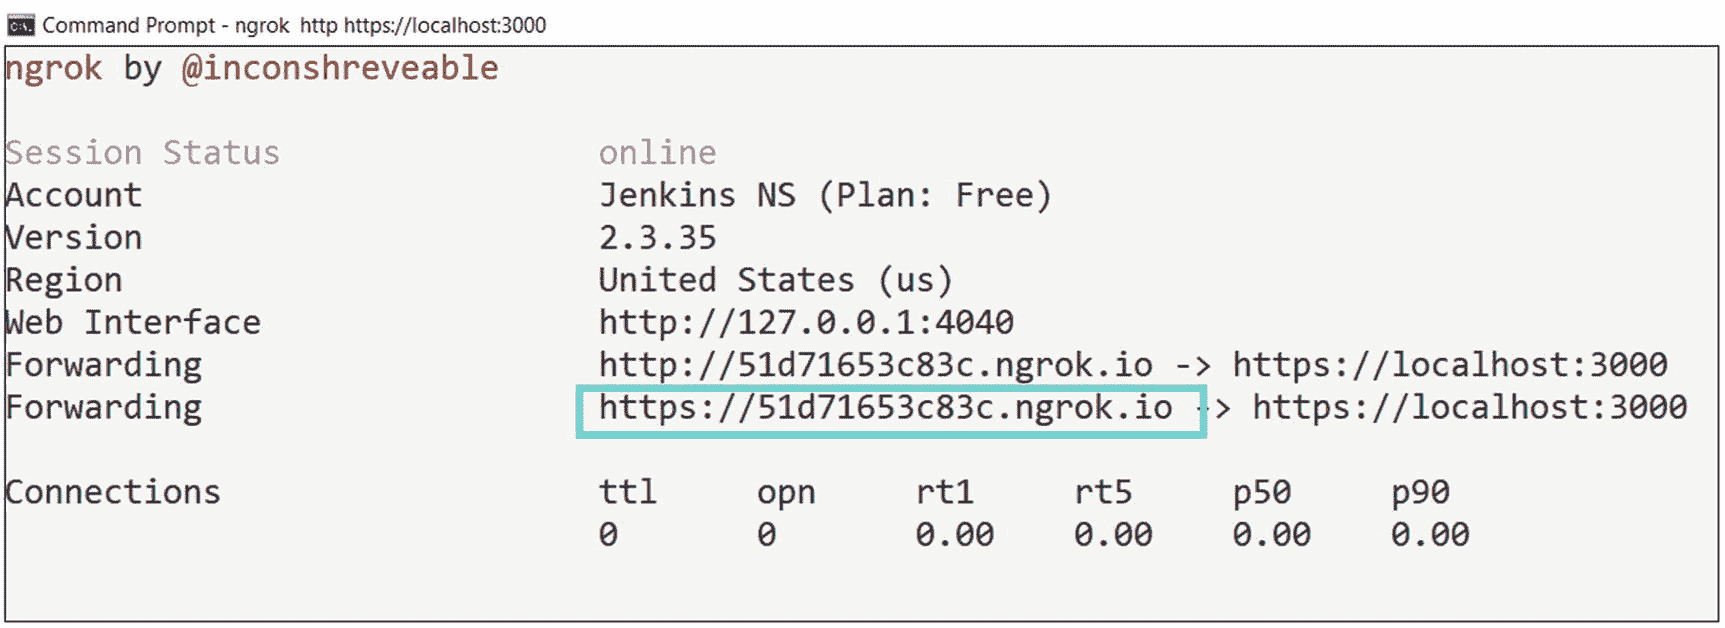 Command Prompt - ngrok http https://localhost:3000
ngrok by @inconshreveable
Session Status online
Account Jenkins NS (Plan: Free)
Version 2.3.35
Region United States (us)
Web Interface http://127.0.0.1:4040
Forwarding http://51d71653c83c.ngrok.io -> https://localhost:3000
Forwarding https://51d71653c83c.ngrok.io -> https://localhost:3000
Connections ttl opn rt1 rt5 p50 p90
0 0 0.00 0.00 0.00 0.00